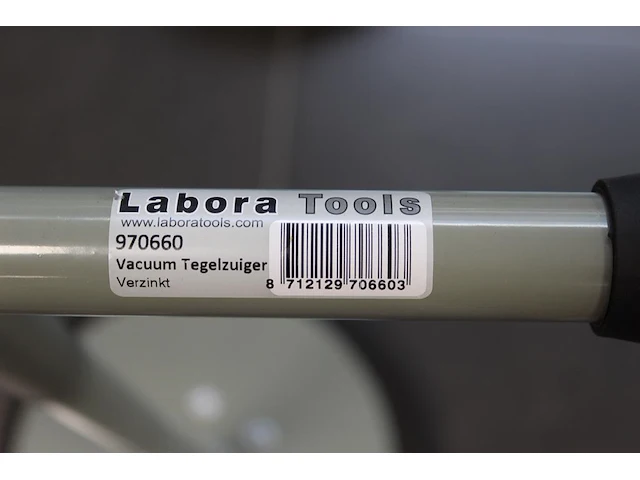 Labora Tools
www.laboratools.com
970660
Vacuum Tegelzuiger
Verzinkt
8 712129 706603